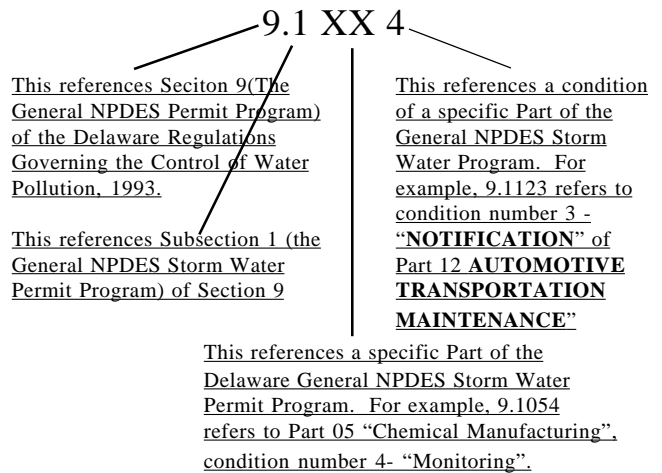 9.1 XX 4
This references Seciton 9(The
General NPDES Permit Program)
of the Delaware Regulations
Governing the Control of Water
Pollution, 1993.
This references Subsection 1 (the
General NPDES Storm Water
Permit Program) of Section 9
This references a condition
of a specific Part of the
General NPDES Storm
Water Program. For
example, 9.1123 refers to
condition number 3 -
“NOTIFICATION” of
Part 12 AUTOMOTIVE
TRANSPORTATION
MAINTENANCE”
This references a specific Part of the
Delaware General NPDES Storm Water
Permit Program. For example, 9.1054
refers to Part 05 “Chemical Manufacturing”,
condition number 4- “Monitoring”.